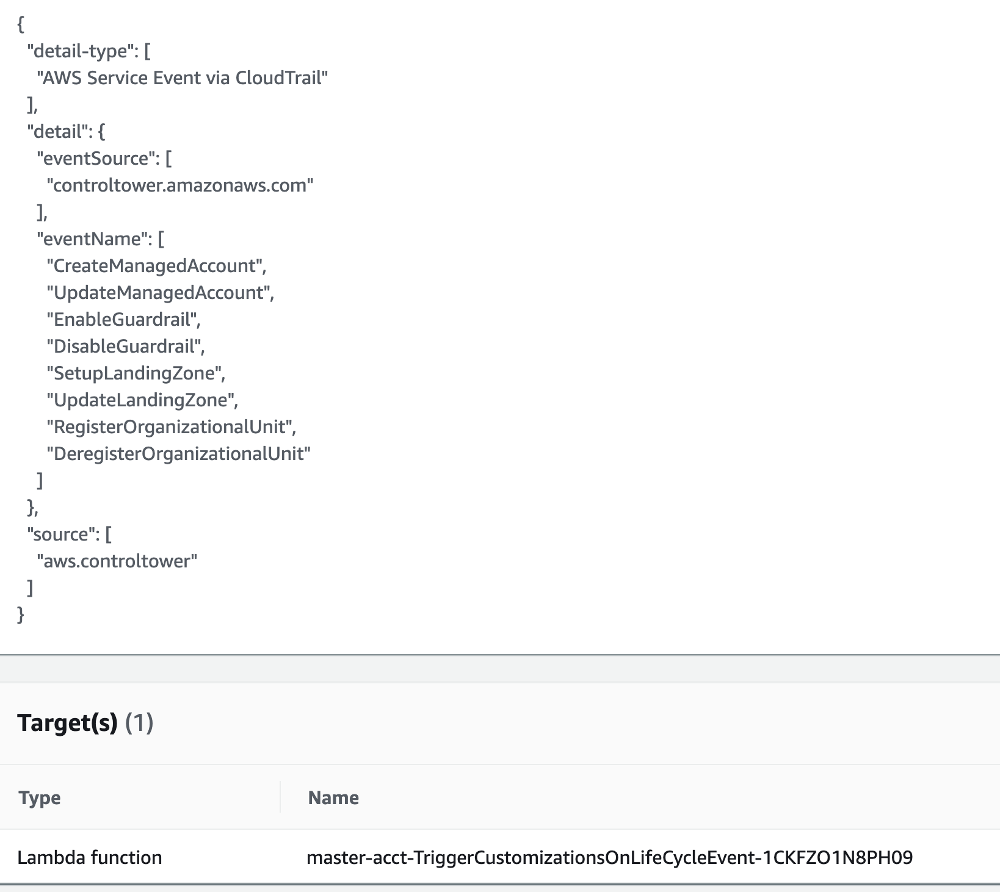 {
"detail-type": [
"AWS Service Event via CloudTrail"
],
"detail": {
"eventSource": [
"controltower.amazonaws.com"
],
"eventName": [
"CreateManagedAccount",
"UpdateManagedAccount",
"EnableGuardrail",
"DisableGuardrail",
"SetupLandingZone",
"UpdateLandingZone",
"RegisterOrganizationalUnit",
"DeregisterOrganizationalUnit"
]
},
"source": [
"aws.controltower"
]
}
Target(s) (1)
Type Name
Lambda function master-acct-TriggerCustomizationsOnLifeCycleEvent-1CKFZO1N8PH09